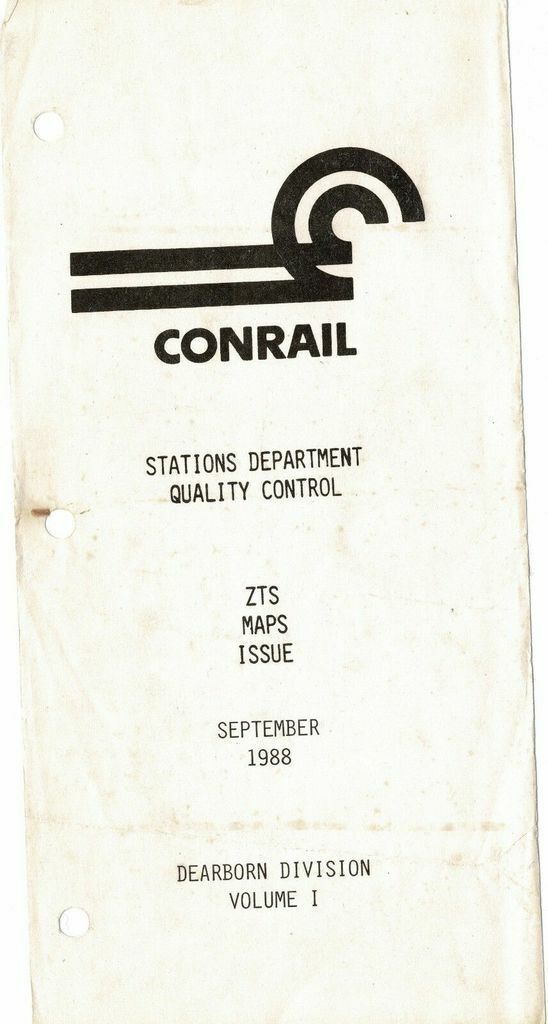 CONRAIL
STATIONS DEPARTMENT
QUALITY CONTROL
ZTS
MAPS
ISSUE
SEPTEMBER
1988
DEARBORN DIVISION
VOLUME I